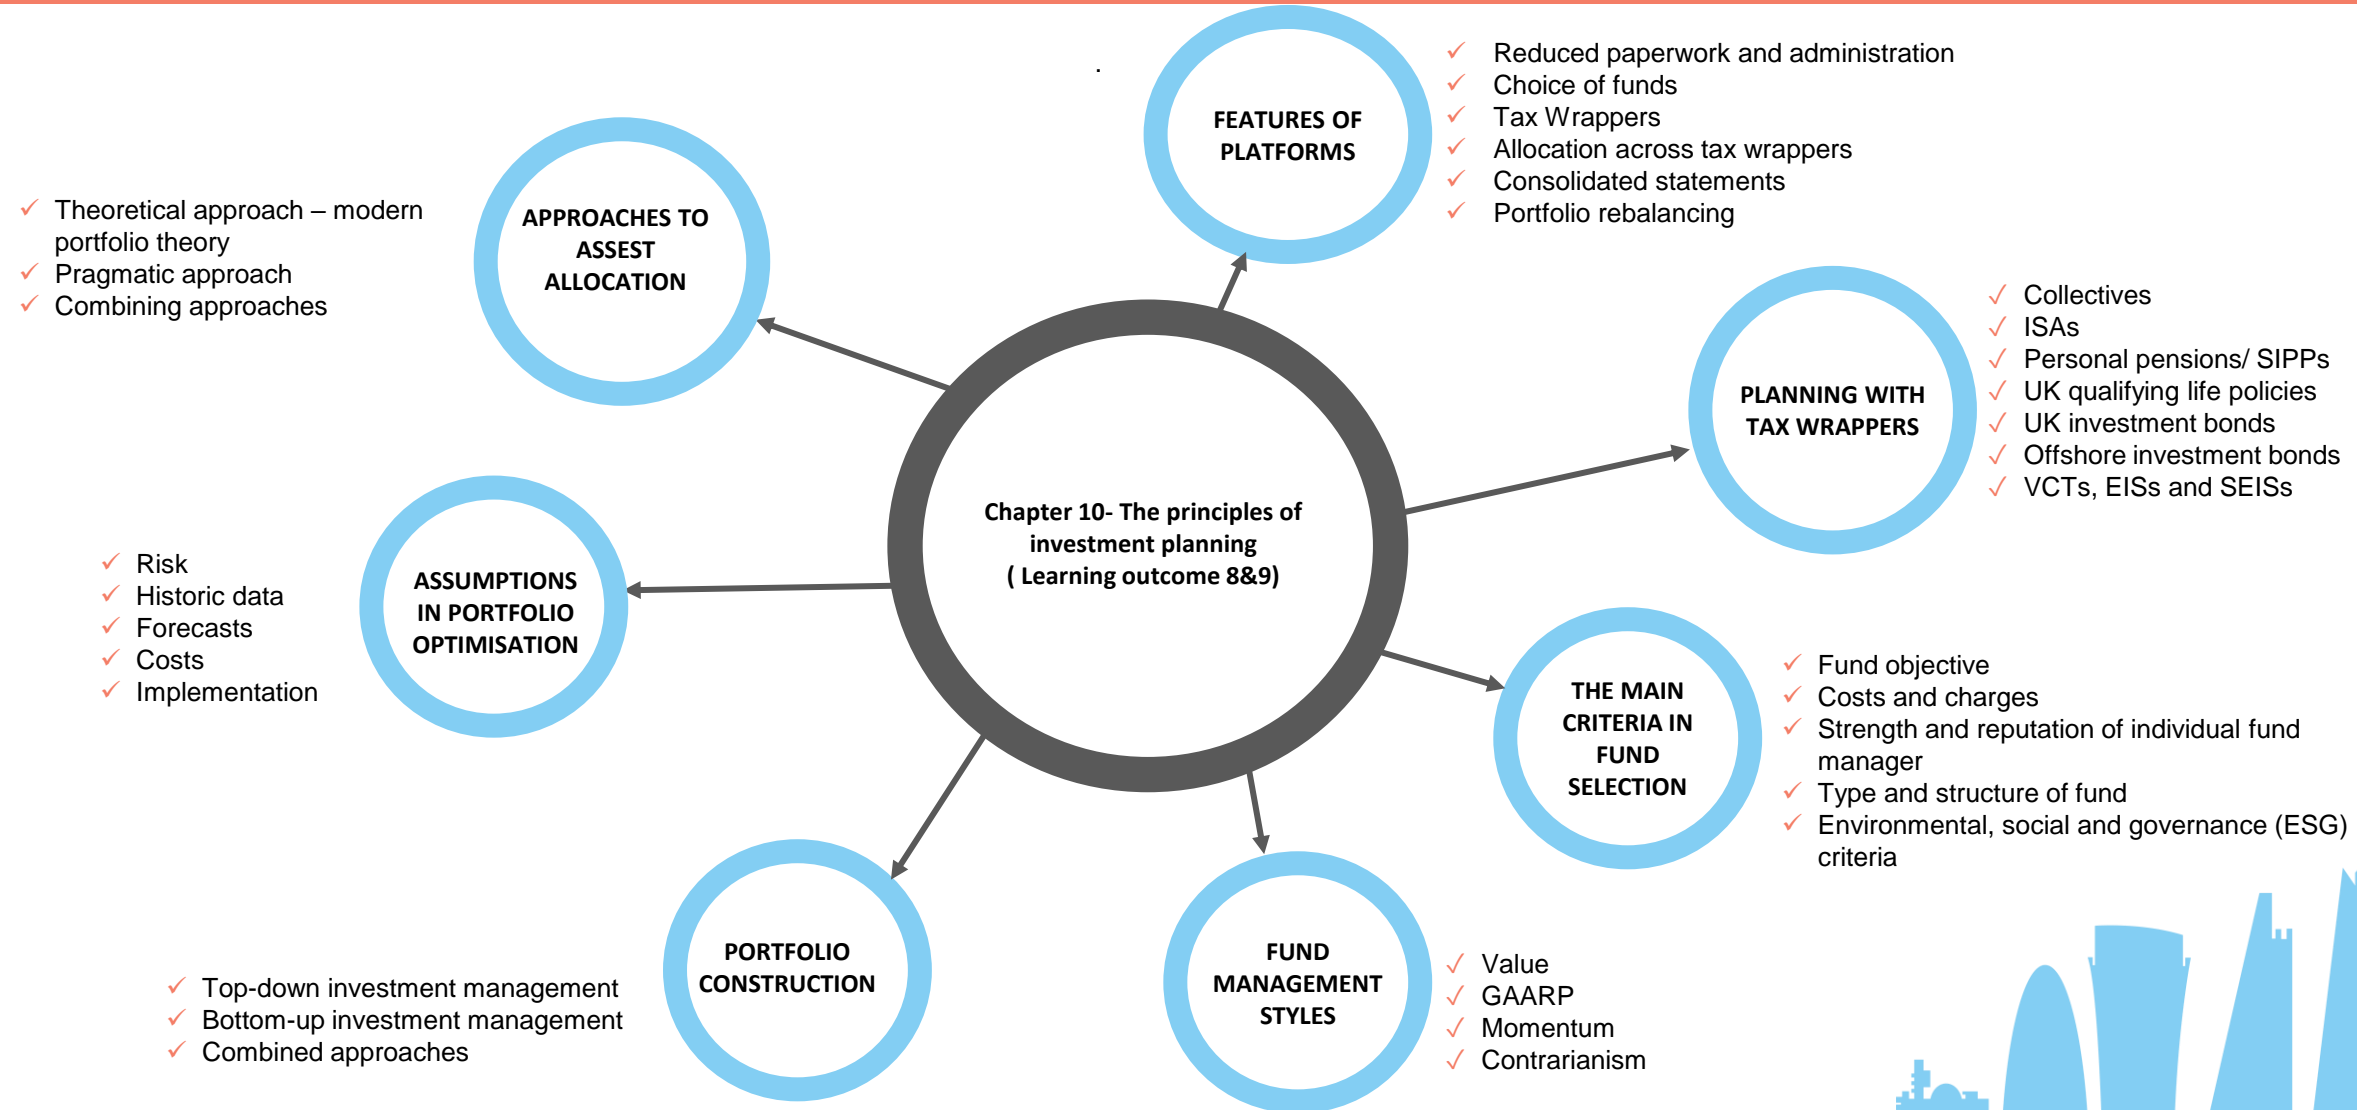 Chapter 10- The principles of
investment planning
( Learning outcome 8&9)
FEATURES OF
PLATFORMS
Reduced paperwork and administration
Choice of funds
Tax Wrappers
Allocation across tax wrappers
Consolidated statements
Portfolio rebalancing
PLANNING WITH
TAX WRAPPERS
Collectives
ISAs
Personal pensions/ SIPPs
UK qualifying life policies
UK investment bonds
Offshore investment bonds
VCTs, EISs and SEISs
THE MAIN
CRITERIA IN
FUND
SELECTION
Fund objective
Costs and charges
Strength and reputation of individual fund
manager
Type and structure of fund
Environmental, social and governance (ESG)
criteria
FUND
MANAGEMENT
STYLES
Value
GAARP
Momentum
Contrarianism
PORTFOLIO
CONSTRUCTION
Top-down investment management
Bottom-up investment management
Combined approaches
ASSUMPTIONS
IN PORTFOLIO
OPTIMISATION
Risk
Historic data
Forecasts
Costs
Implementation
APPROACHES TO
ASSEST
ALLOCATION
Theoretical approach – modern
portfolio theory
Pragmatic approach
Combining approaches
.